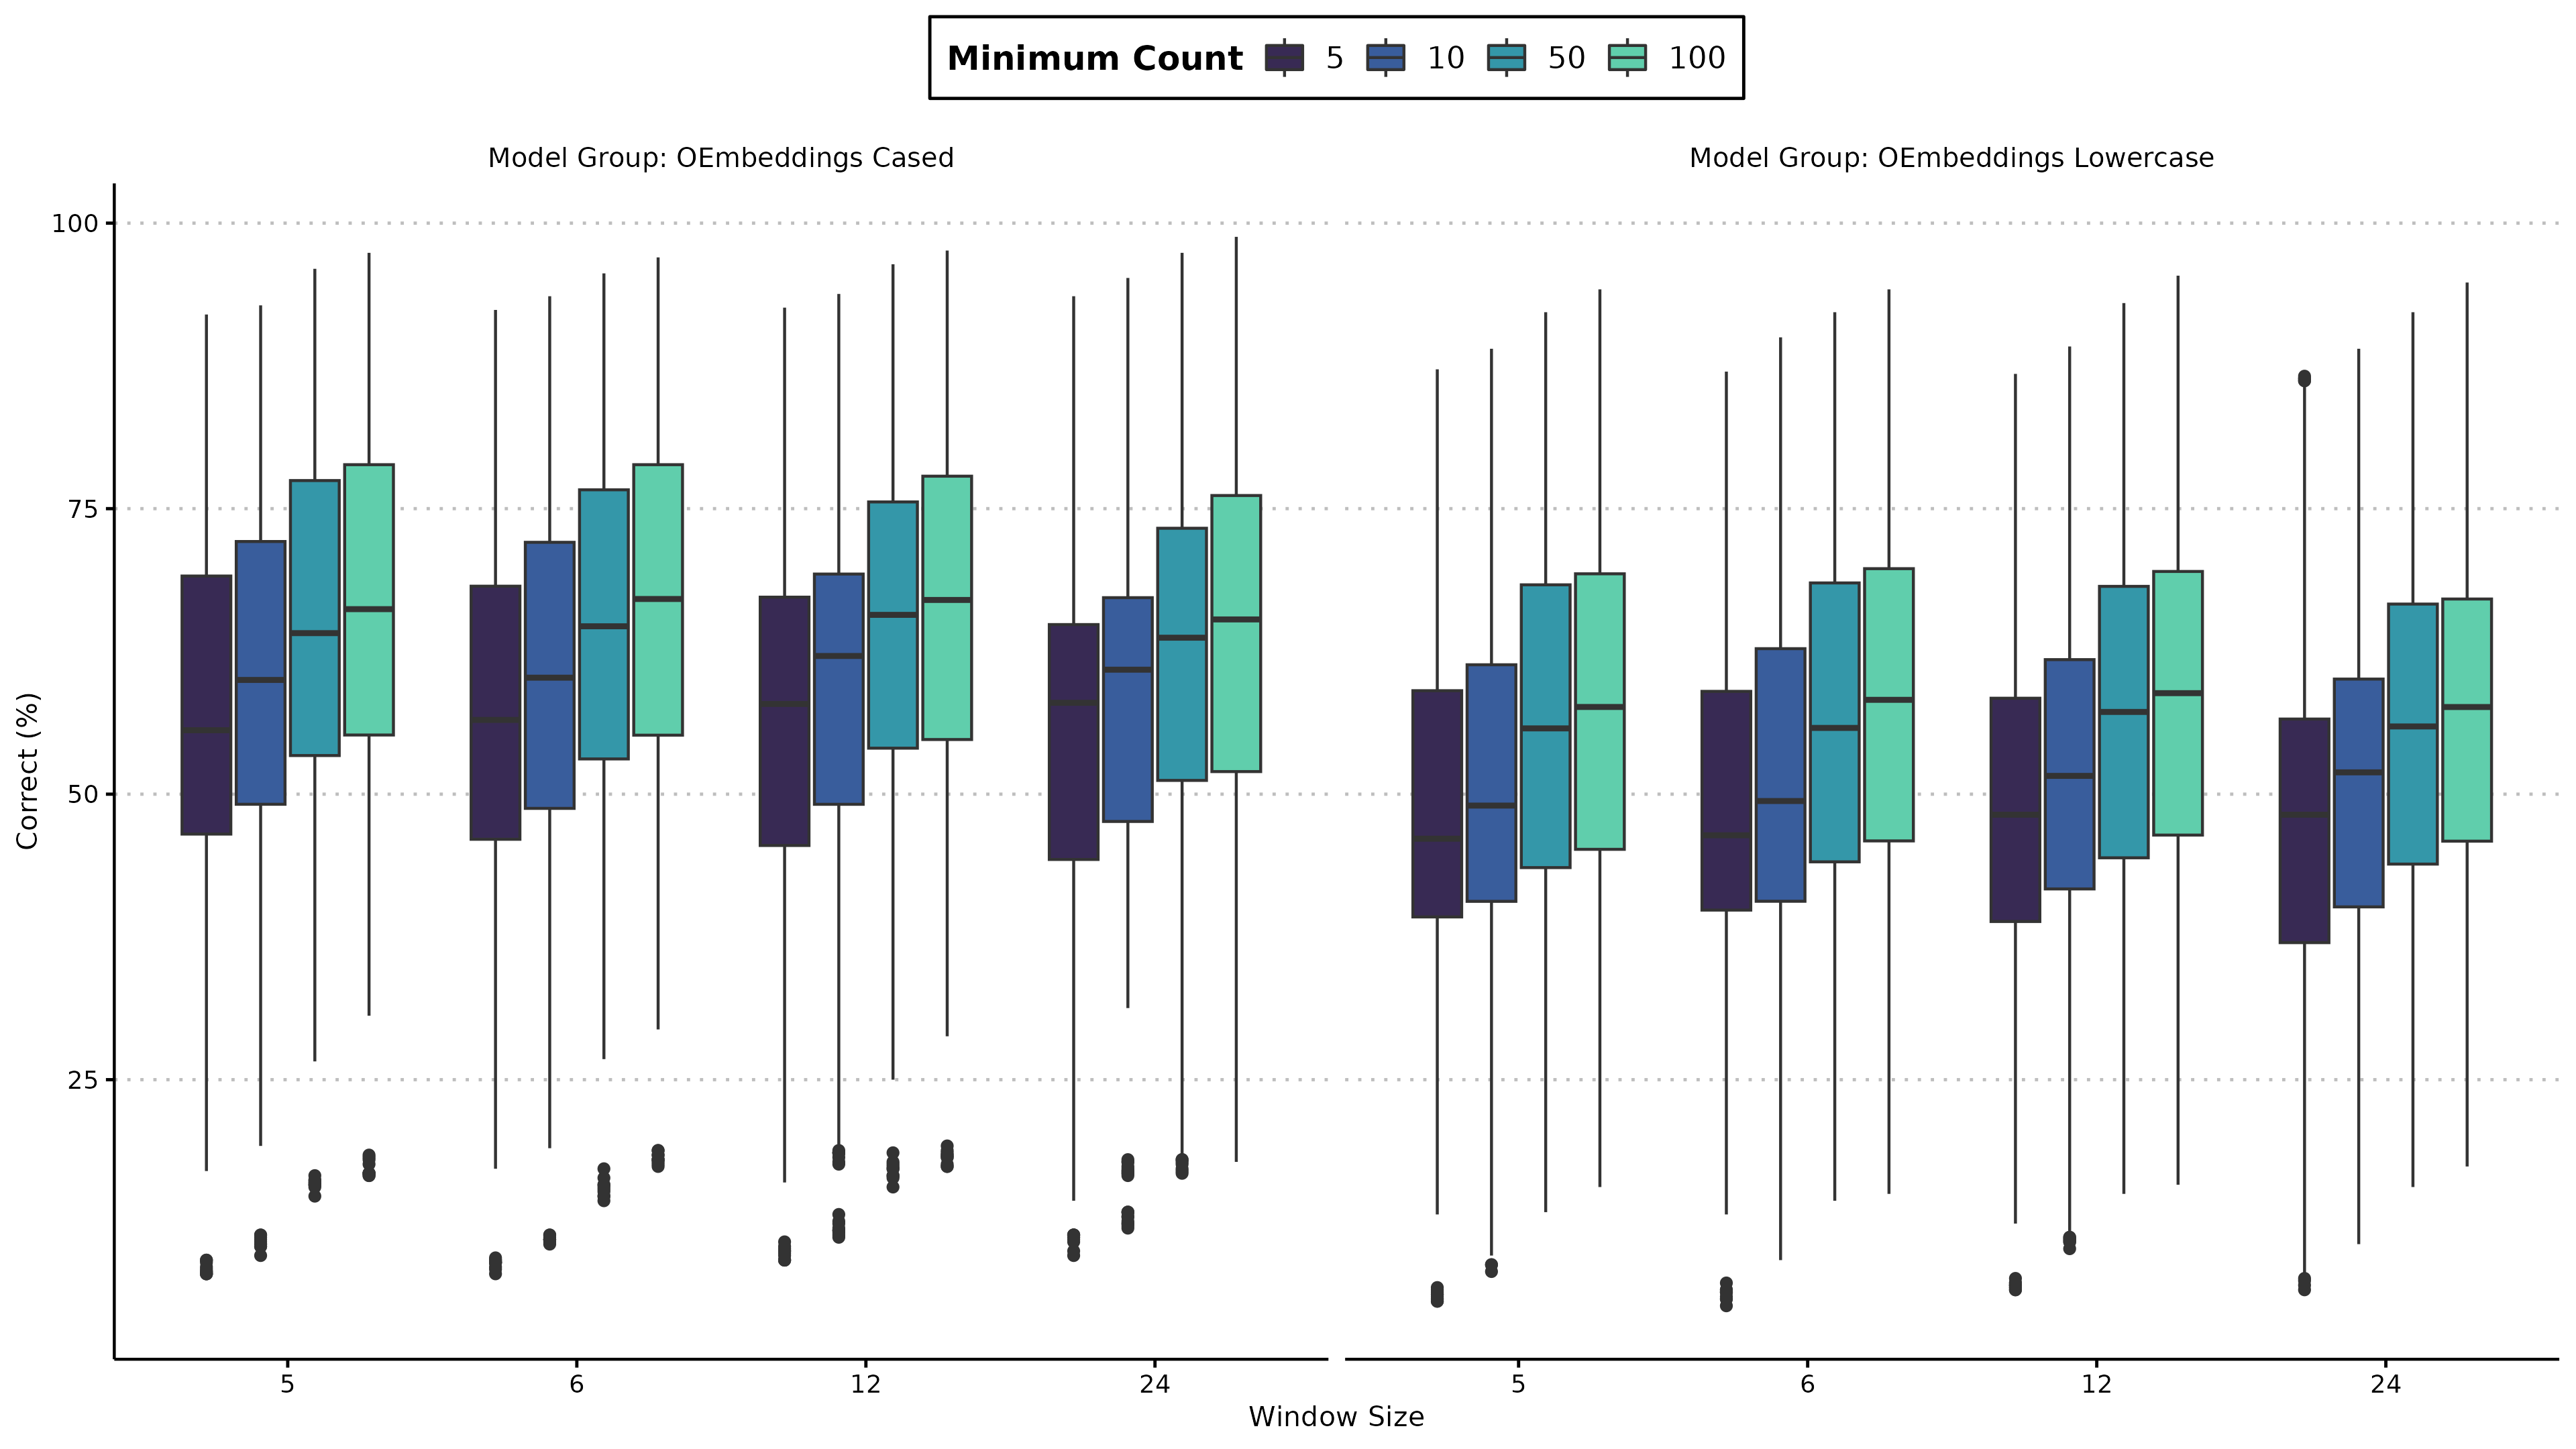 Minimum Count 5 10 50 100
Model Group: OEmbeddings Cased
Model Group: OEmbeddings Lowercase
Correct (%)
100
75
50
25
5 6 12 24
5 6 12 24
Window Size